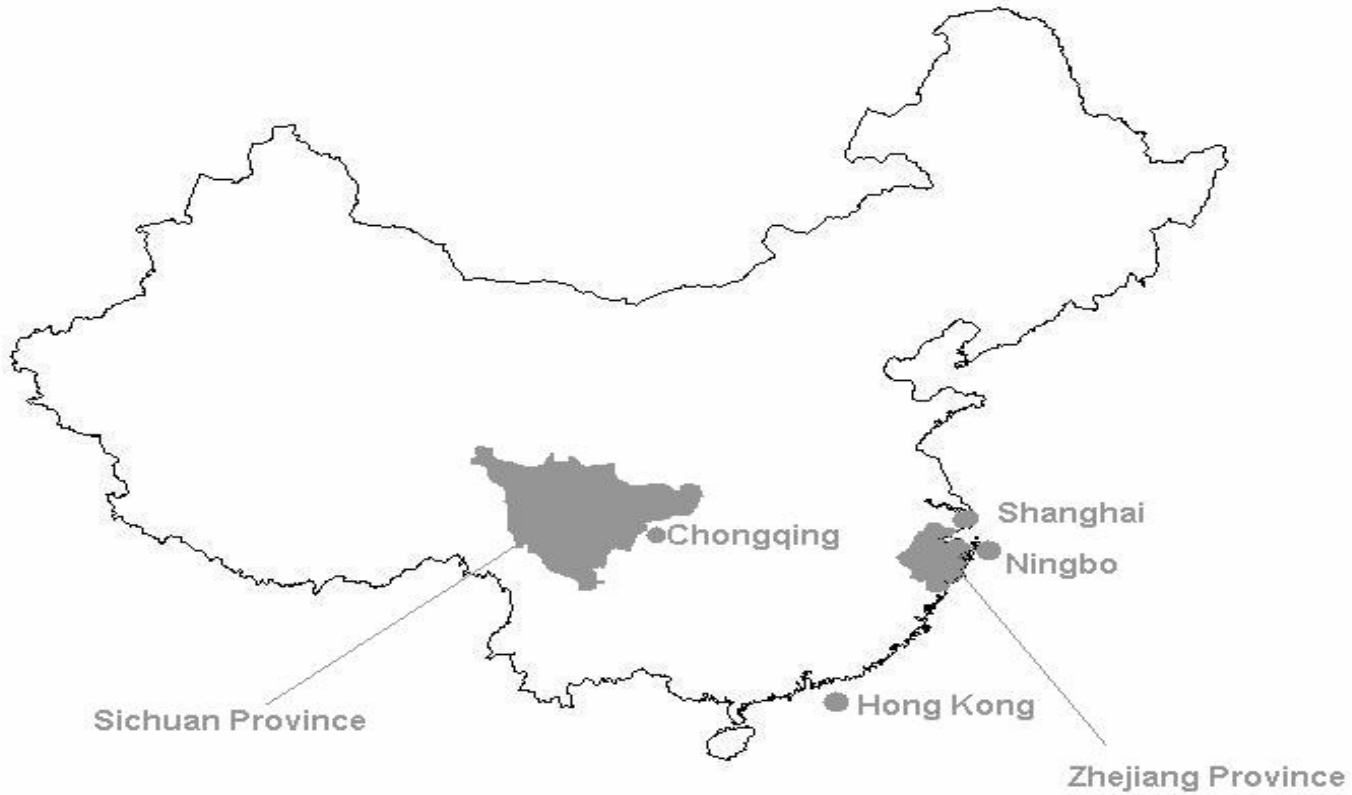 Shanghai
Chongqing
Ningbo
Hong Kong
Sichuan Province
Zhejiang Province